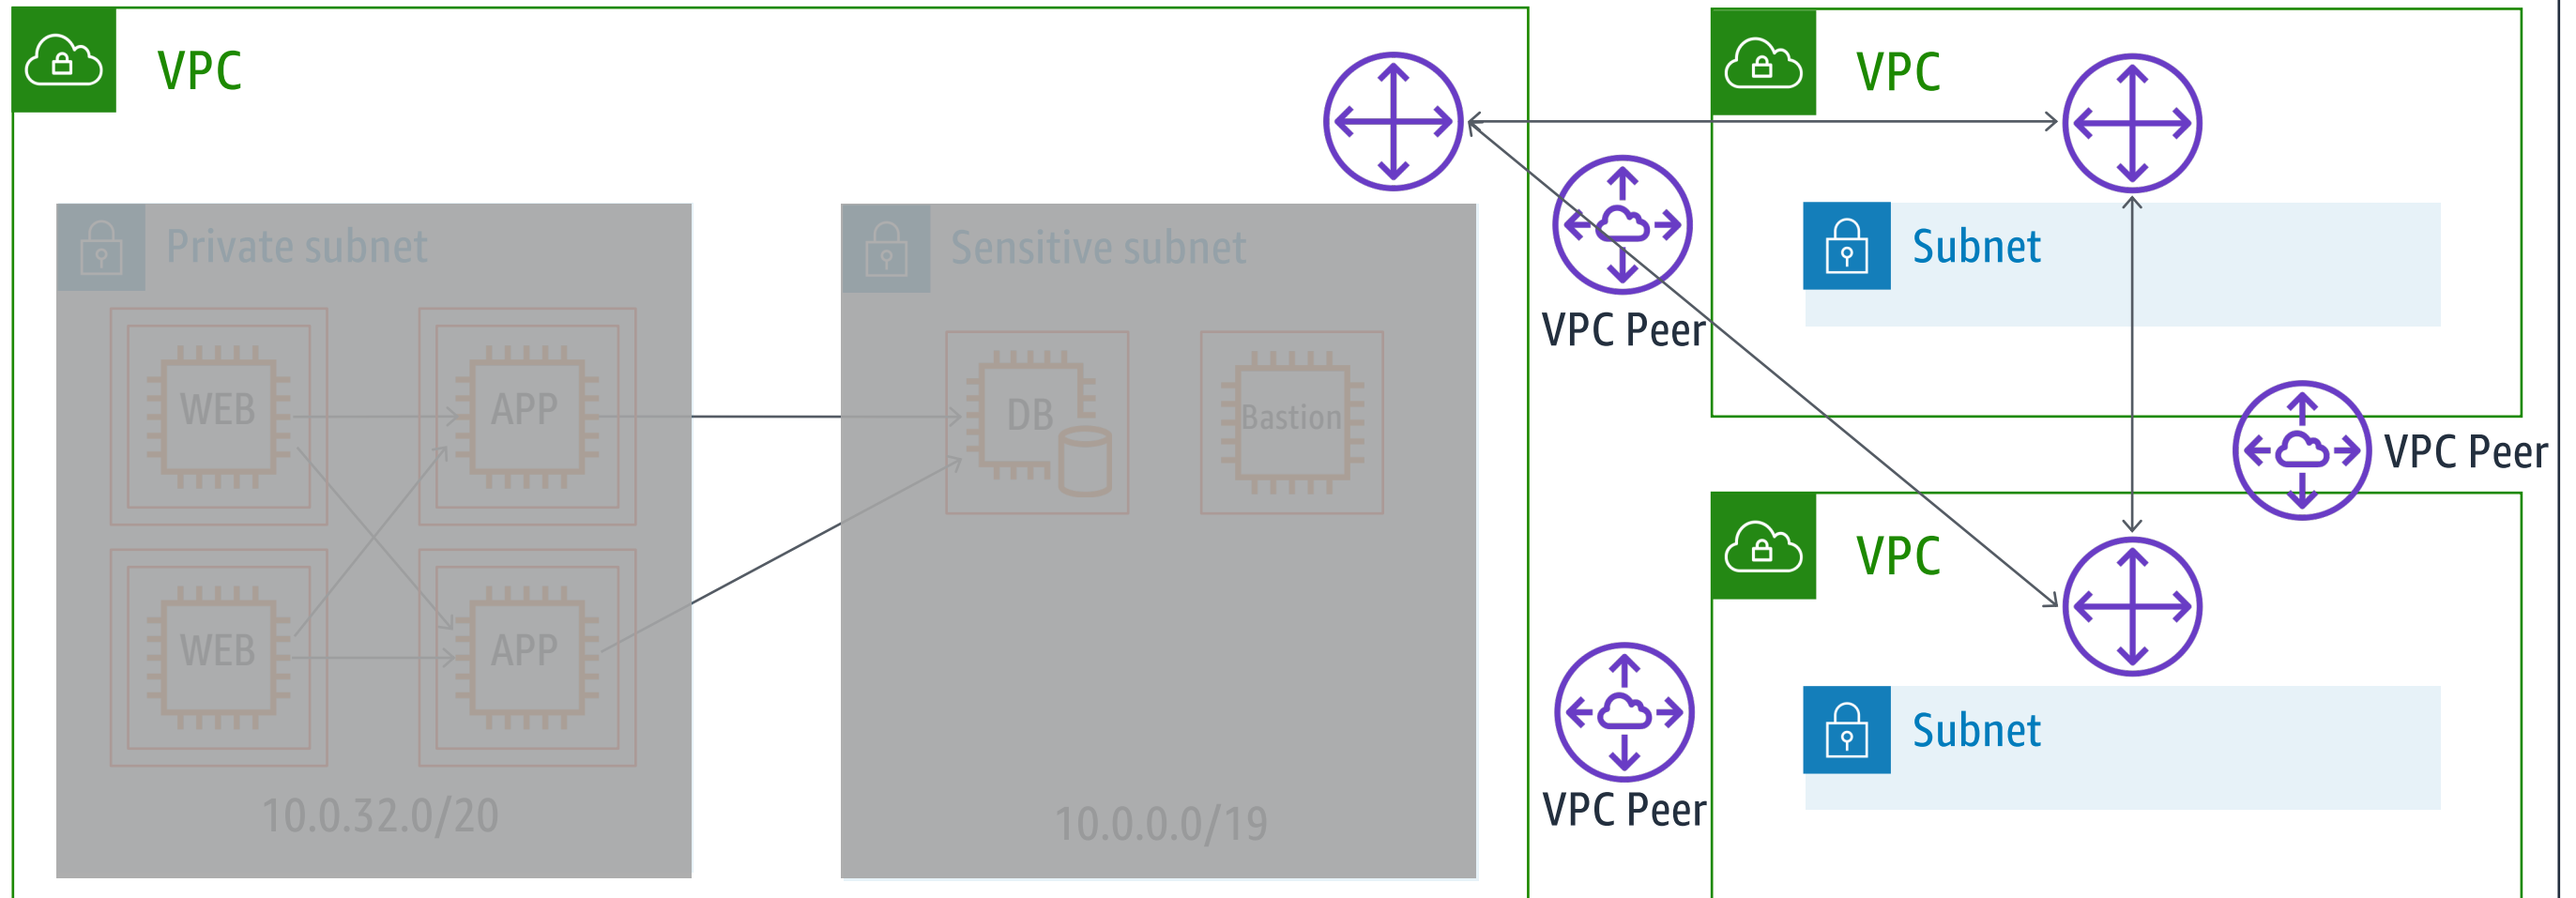 VPC
Private subnet
WEB
APP
WEB
APP
10.0.32.0/20
Sensitive subnet
DB
Bastion
10.0.0.0/19
VPC Peer
VPC Peer
VPC
Subnet
VPC Peer
VPC
Subnet